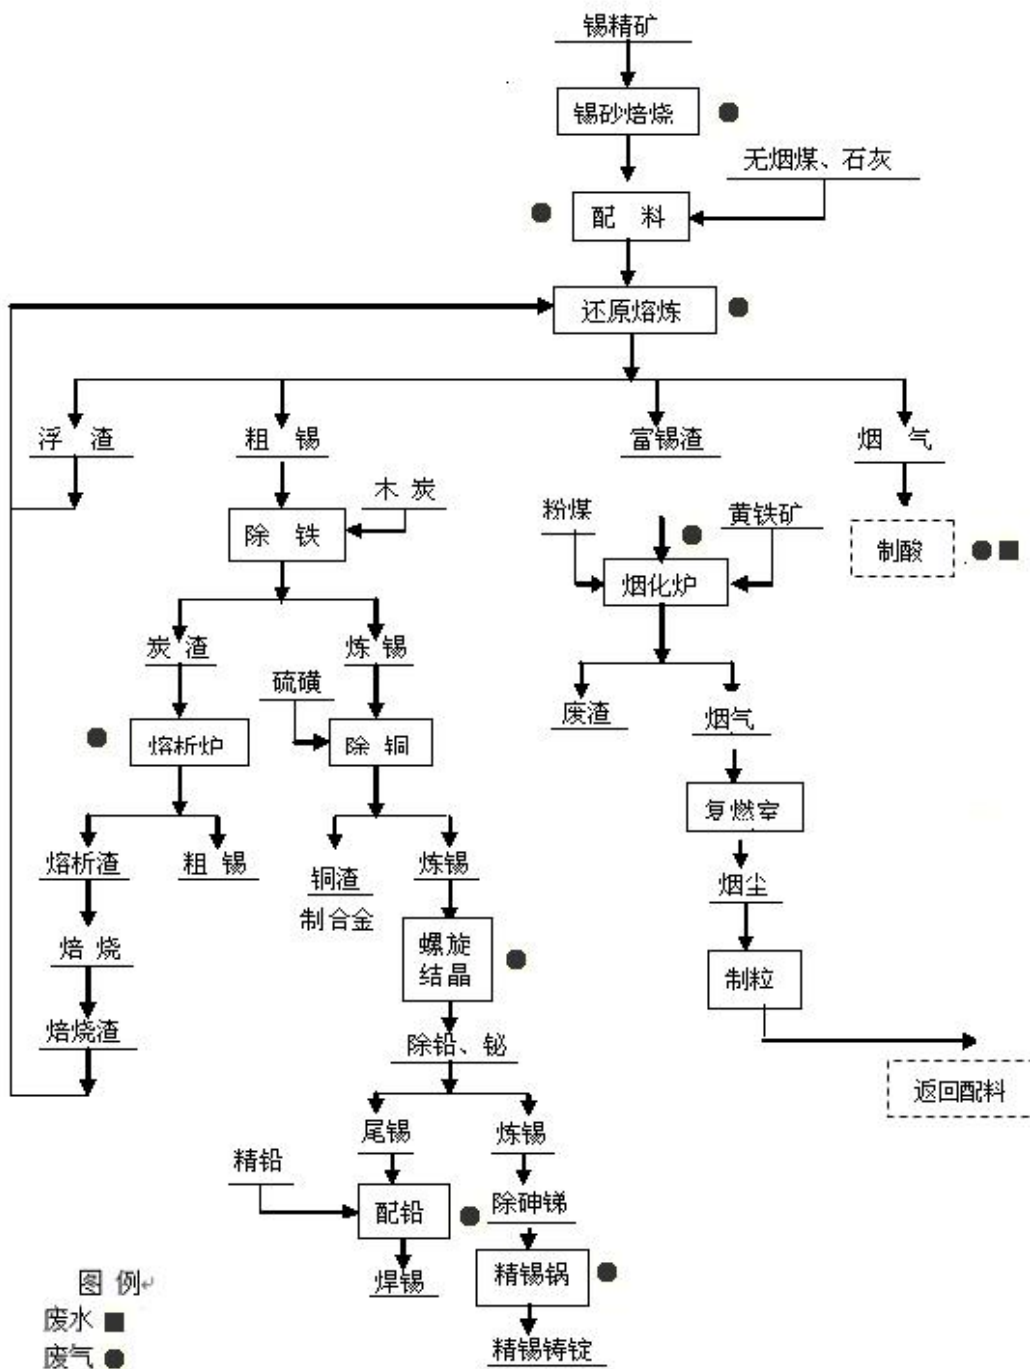 锡精矿
锡砂焙烧
无烟煤、石灰
配 料
还原熔炼
浮 渣
粗 锡
富锡渣
烟 气
木 炭
粉煤
黄铁矿
除 铁
制酸
烟化炉
炭 渣
炼 锡
硫磺
废渣
烟气
熔析炉
除 铜
复燃室
熔析渣
粗 锡
铜渣
炼锡
烟尘
制合金
焙 烧
螺旋
结晶
制粒
焙烧渣
除铅、铋
返回配料
尾锡
炼锡
精铅
配铅
除砷锑
焊锡
精锡锅
图 例
废水
精锡铸锭
废气